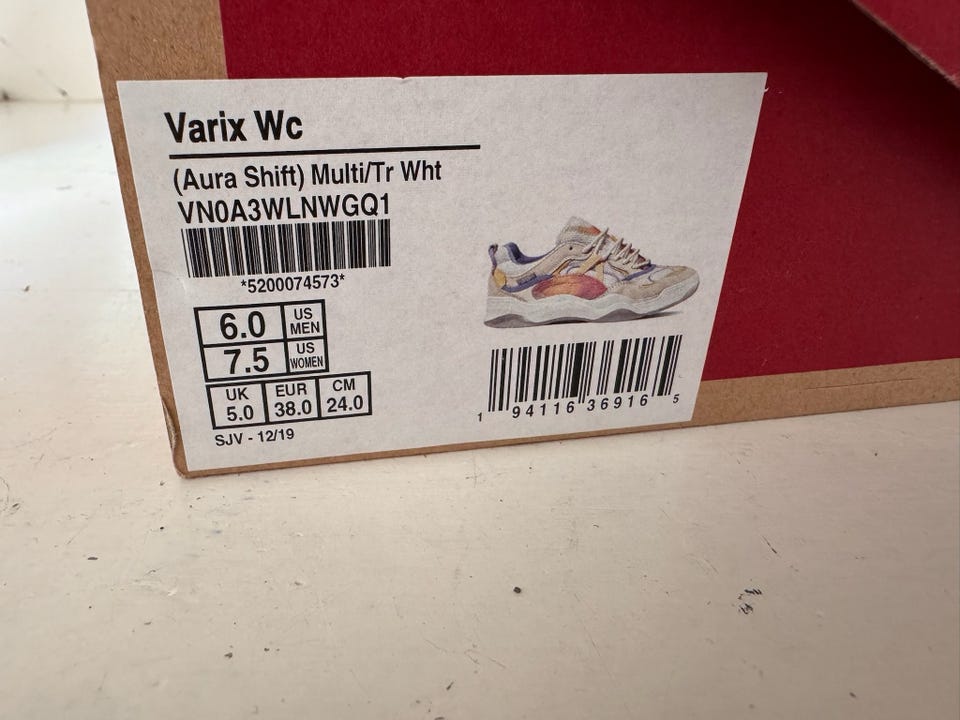 Varix Wc
(Aura Shift) Multi/Tr Wht
VN0A3WLNWGQ1
*5200074573*
6.0 US MEN
7.5 US WOMEN
UK EUR CM
5.0 38.0 24.0
SJV - 12/19
1 94116 36916 5